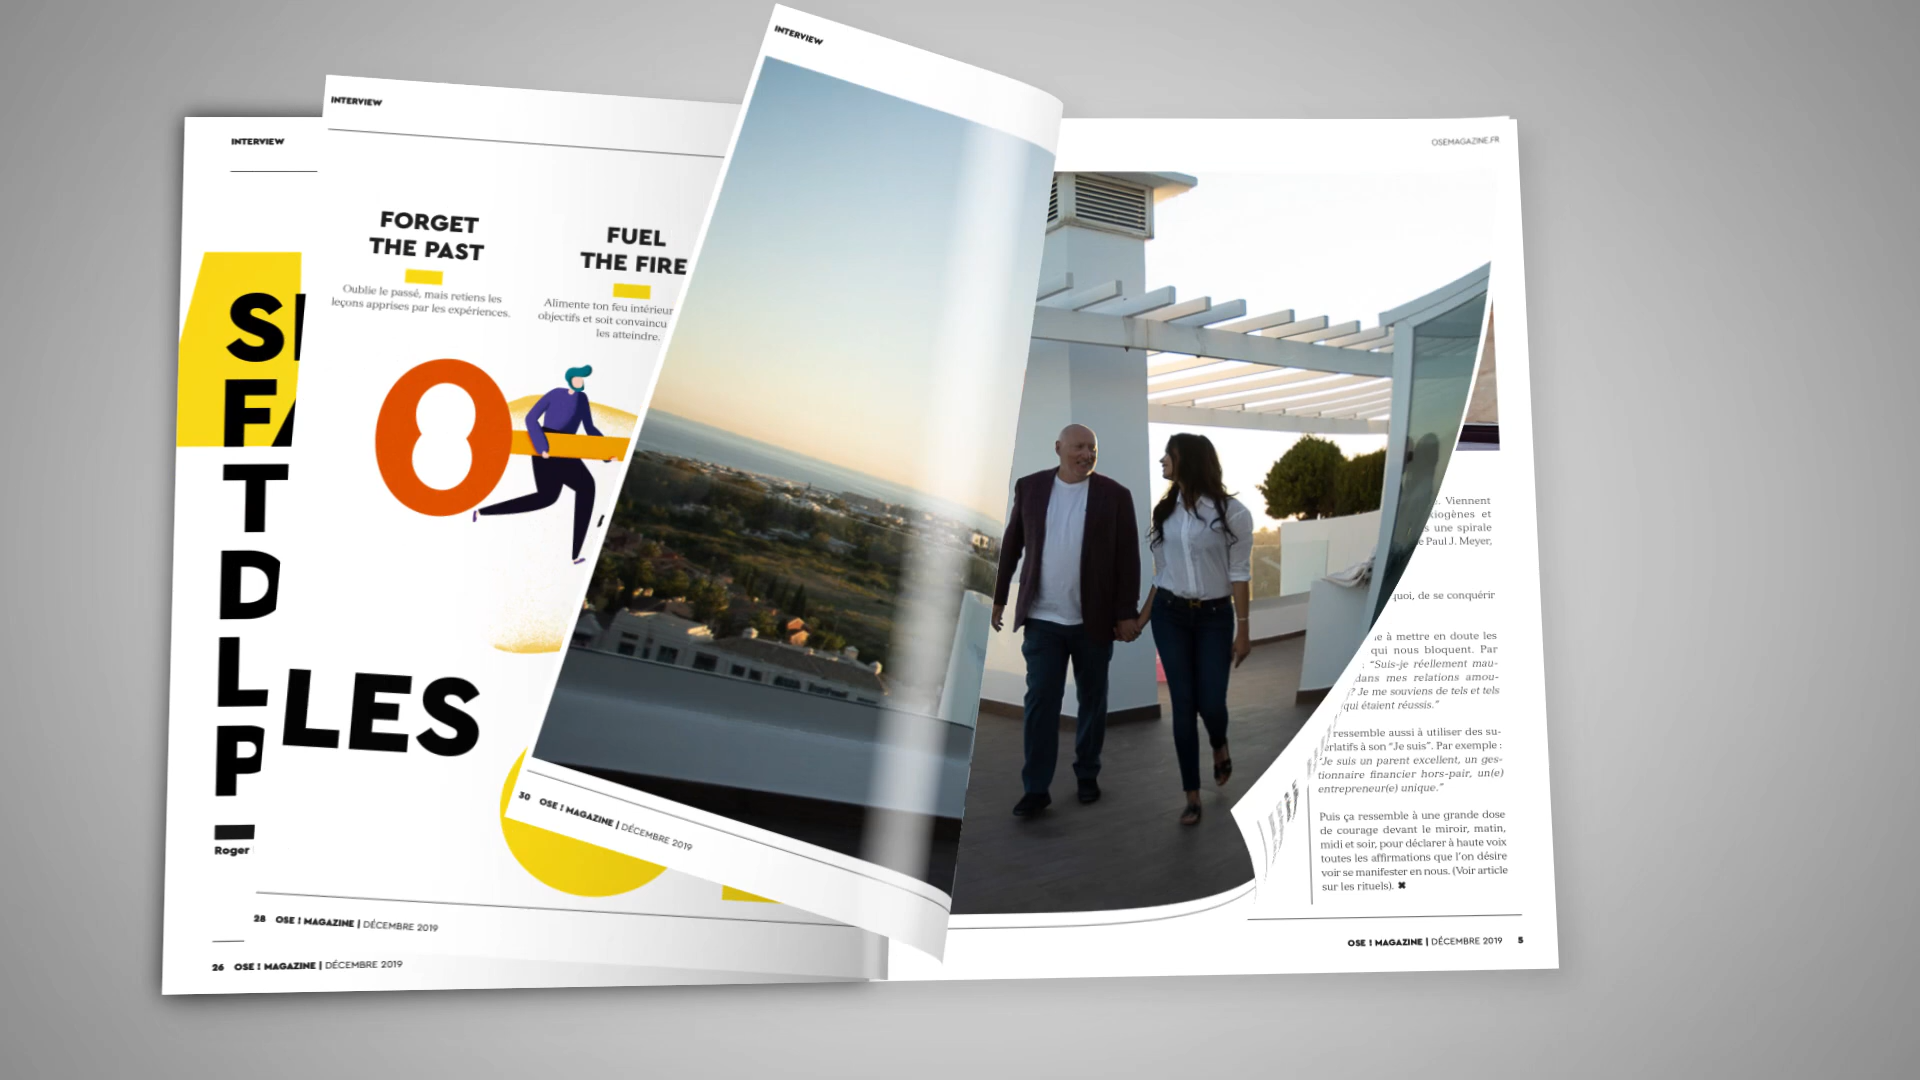 INTERVIEW
INTERVIEW
INTERVIEW
OSEMAGAZINE.FR
FORGET
THE PAST
Oublie le passé, mais retiens les
leçons apprises par les expériences.
FUEL
THE FIRE
Alimente ton feu intérieur
objectifs et soit convaincu
les atteindre.
8
LES
Roger
28 OSE ! MAGAZINE | DÉCEMBRE 2019
26 OSE ! MAGAZINE | DÉCEMBRE 2019
30 OSE ! MAGAZINE | DÉCEMBRE 2019
Viennent
et
une spirale
Paul J. Meyer,
quoi, de se conquérir
à mettre en doute les
qui nous bloquent. Par
: “Suis-je réellement mau-
dans mes relations amou-
? Je me souviens de tels et tels
qui étaient réussis.”
ressemble aussi à utiliser des su-
erlatifs à son “Je suis”. Par exemple :
“Je suis un parent excellent, un ges-
tionnaire financier hors-pair, un(e)
entrepreneur(e) unique.”
Puis ça ressemble à une grande dose
de courage devant le miroir, matin,
midi et soir, pour déclarer à haute voix
toutes les affirmations que l’on désire
voir se manifester en nous. (Voir article
sur les rituels). ✖
OSE ! MAGAZINE | DÉCEMBRE 2019 5